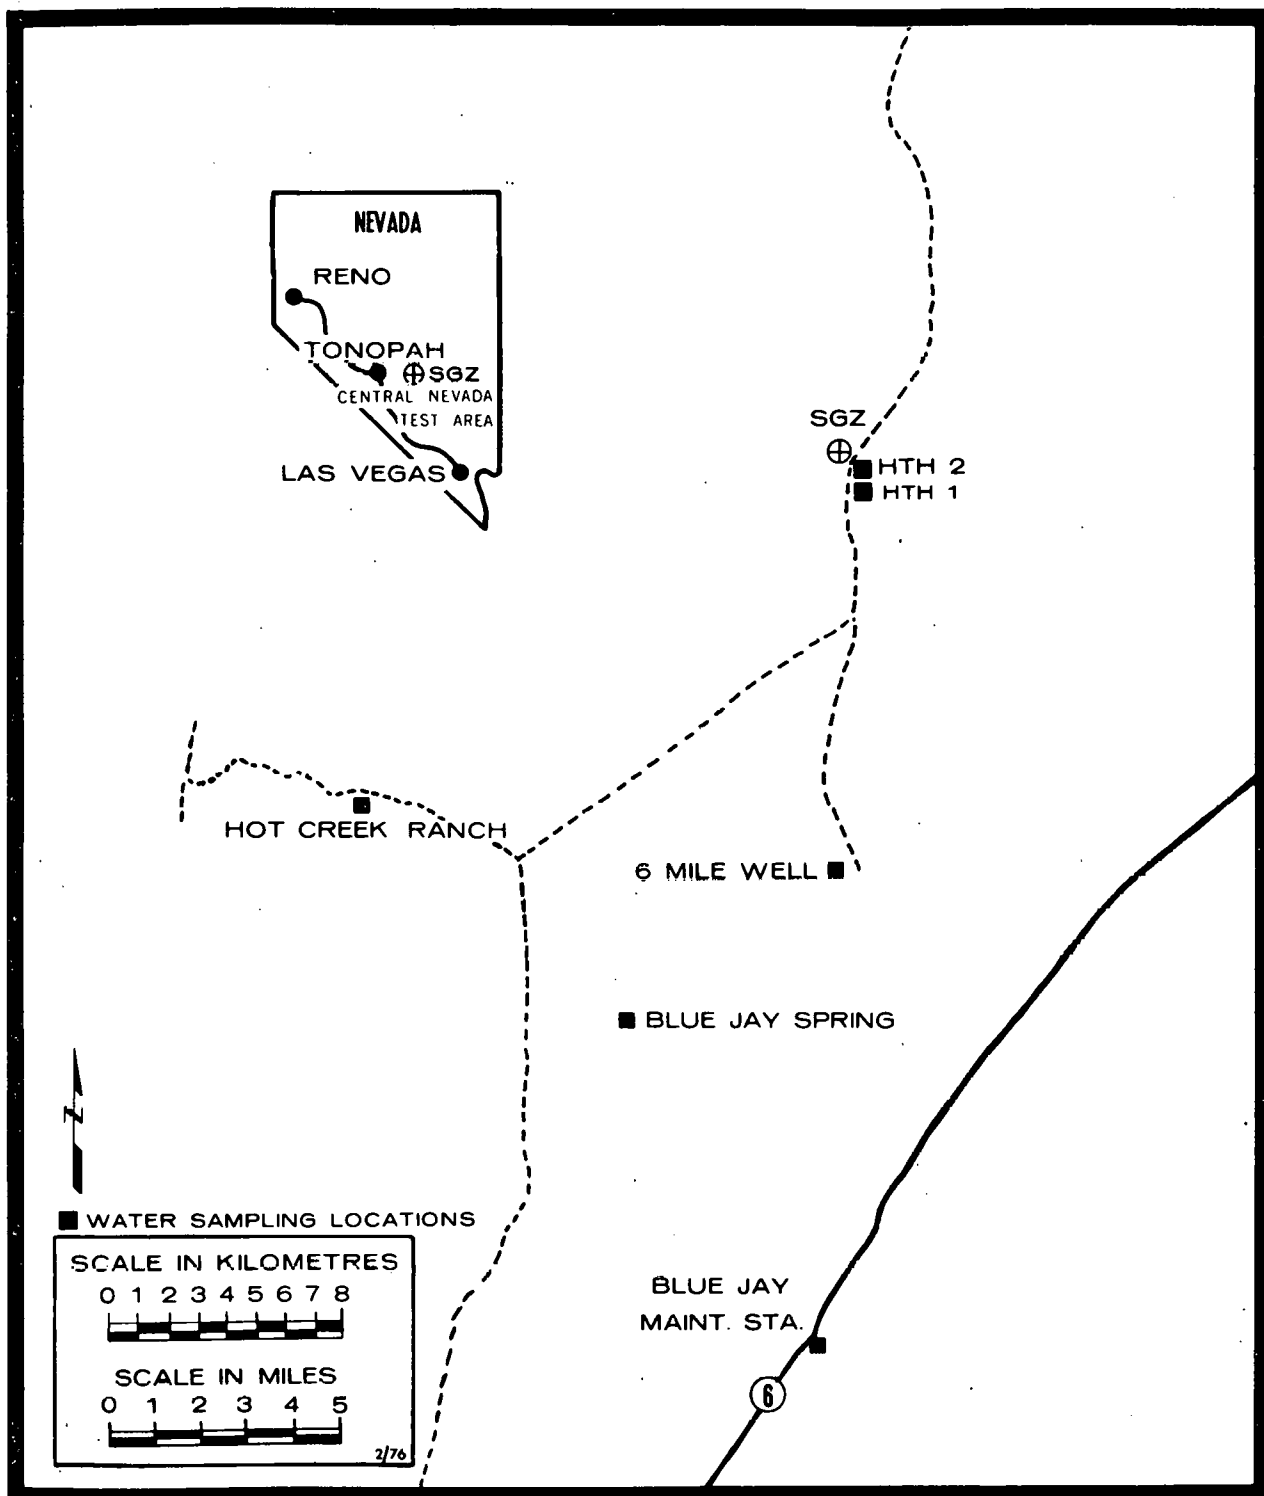 NEVADA
RENO
TONOPAH
SGZ
CENTRAL NEVADA
TEST AREA
LAS VEGAS
SGZ
HTH 2
HTH 1
HOT CREEK RANCH
6 MILE WELL
BLUE JAY SPRING
N
WATER SAMPLING LOCATIONS
SCALE IN KILOMETRES
0 1 2 3 4 5 6 7 8
SCALE IN MILES
0 1 2 3 4 5
2/76
BLUE JAY
MAINT. STA.
6